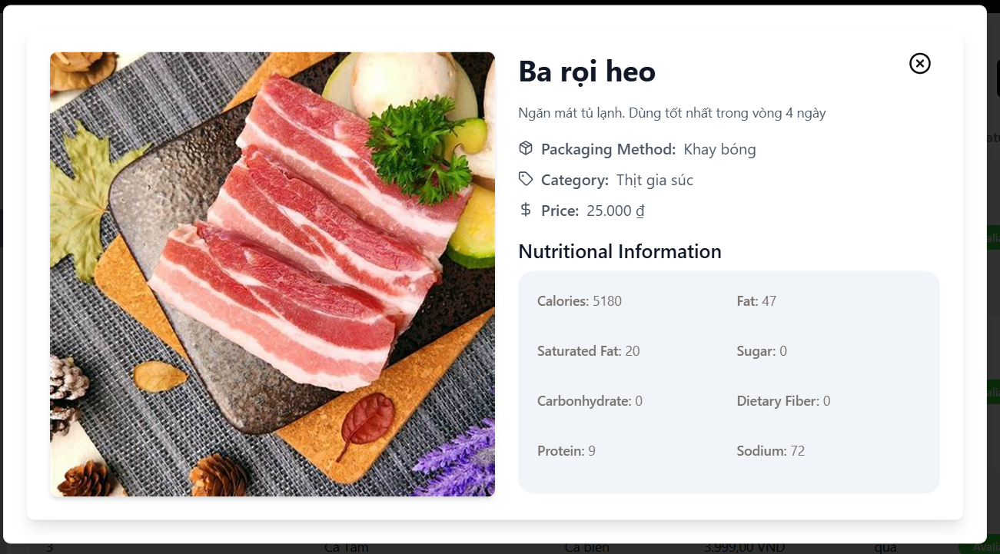 Ba rọi heo
Ngăn mát tủ lạnh. Dùng tốt nhất trong vòng 4 ngày
Packaging Method: Khay bóng
Category: Thịt gia súc
Price: 25.000 ₫
Nutritional Information
Calories: 5180 Fat: 47
Saturated Fat: 20 Sugar: 0
Carbonhydrate: 0 Dietary Fiber: 0
Protein: 9 Sodium: 72
3 Cá Tầm Cá biển 3.999,00 VND quả